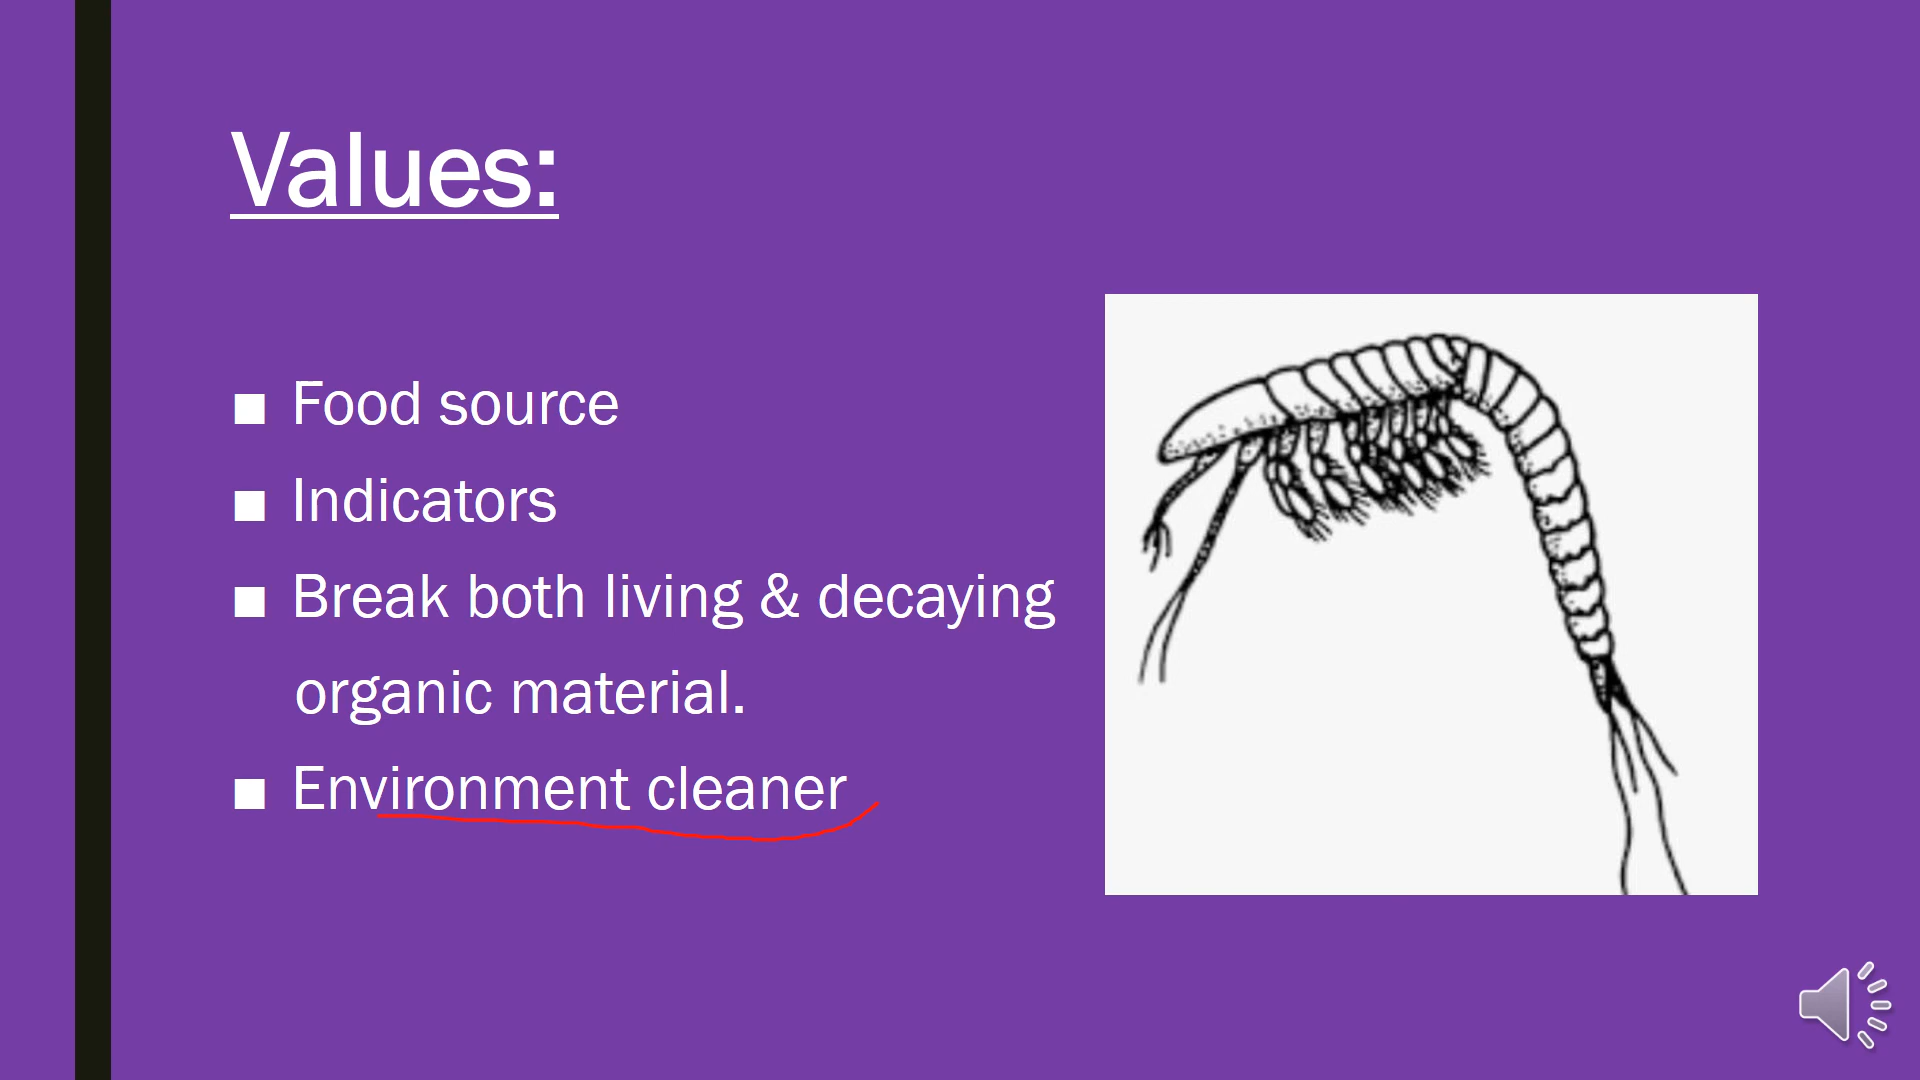 Values:
■ Food source
■ Indicators
■ Break both living & decaying
organic material.
■ Environment cleaner